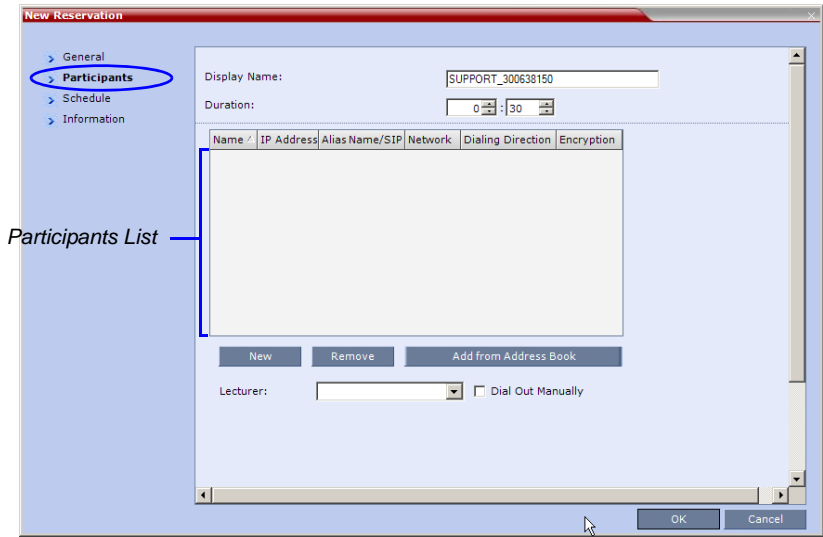 New Reservation
General
Participants
Schedule
Information
Display Name: SUPPORT_300638150
Duration: 0 : 30
Name IP Address Alias Name/SIP Network Dialing Direction Encryption
Participants List
New Remove Add from Address Book
Lecturer: Dial Out Manually
OK Cancel